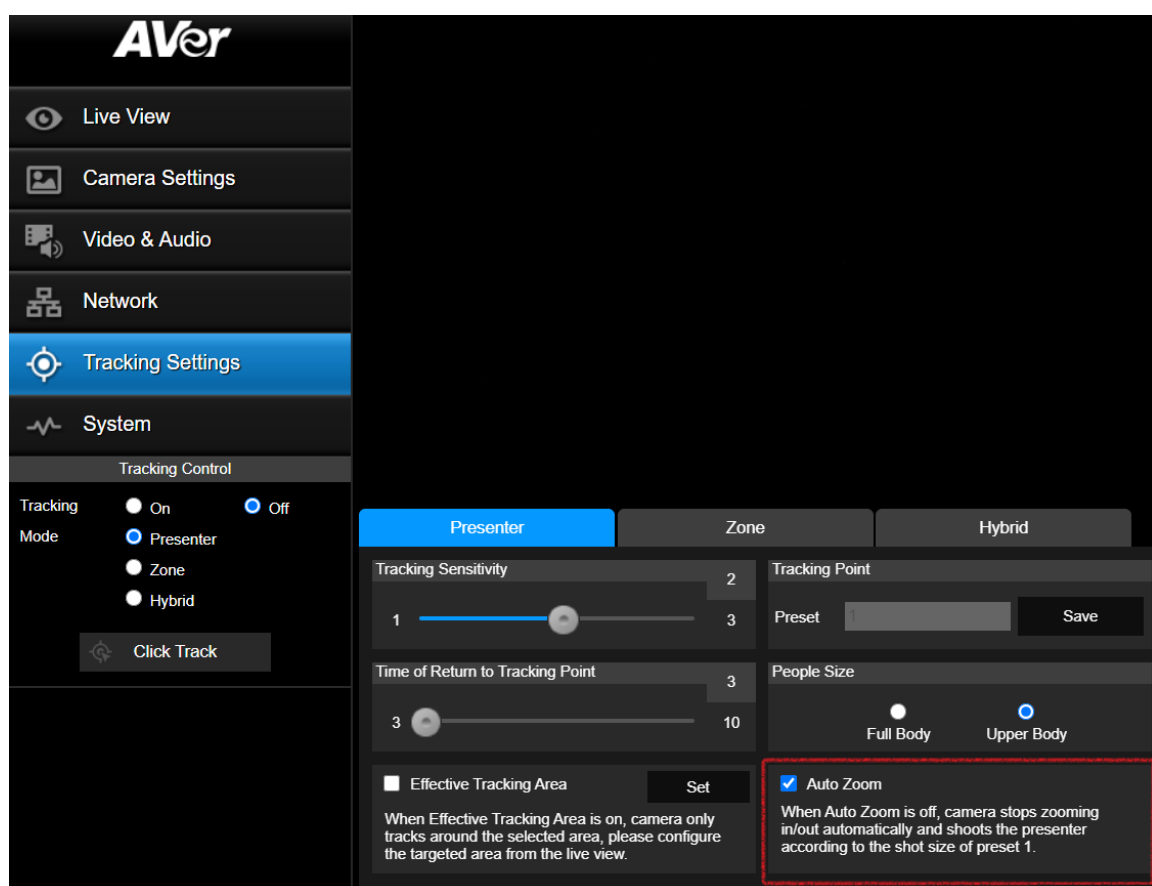 AVer
Live View
Camera Settings
Video & Audio
Network
Tracking Settings
System
Tracking Control
Tracking On Off
Mode Presenter
Zone
Hybrid
Click Track
Presenter Zone Hybrid
Tracking Sensitivity 2
1 3
Tracking Point
Preset 1 Save
Time of Return to Tracking Point 3
3 10
People Size
Full Body Upper Body
Effective Tracking Area Set
When Effective Tracking Area is on, camera only
tracks around the selected area, please configure
the targeted area from the live view.
Auto Zoom
When Auto Zoom is off, camera stops zooming
in/out automatically and shoots the presenter
according to the shot size of preset 1.